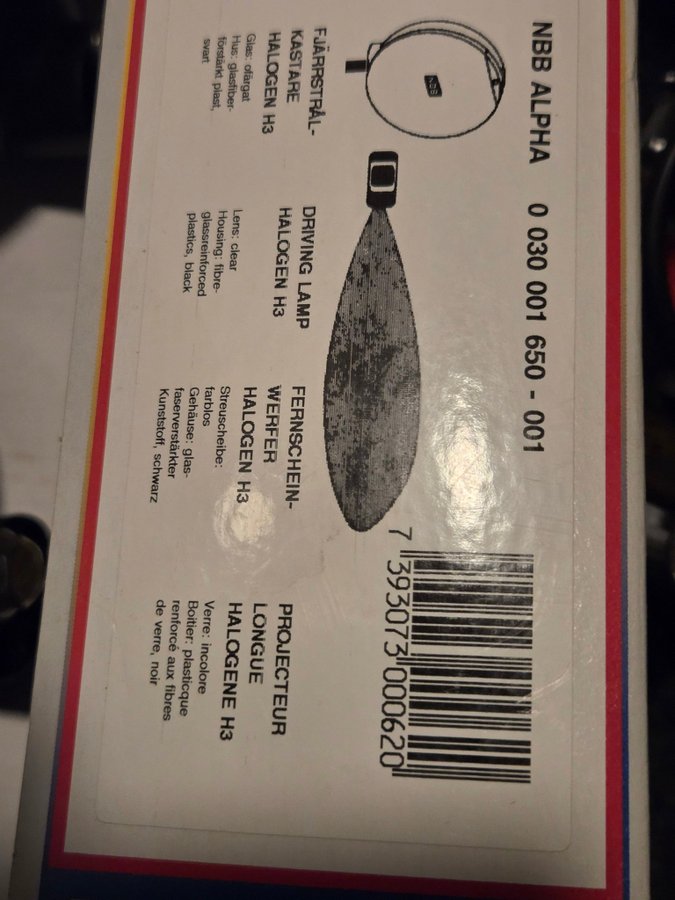 NBB ALPHA 0 030 001 650 - 001
NBB
7 393073 000620
FJÄRRSTRÅL-
KASTARE
HALOGEN H3
Glas: ofärgat
Hus: glasfiber-
förstärkt plast,
svart
DRIVING LAMP
HALOGEN H3
Lens: clear
Housing: fibre-
glassreinforced
plastics, black
FERNSCHEIN-
WERFER
HALOGEN H3
Streuscheibe:
farblos
Gehäuse: glas-
faserverstärkter
Kunststoff, schwarz
PROJECTEUR
LONGUE
HALOGENE H3
Verre: incolore
Boitier: plasticque
renforcé aux fibres
de verre, noir